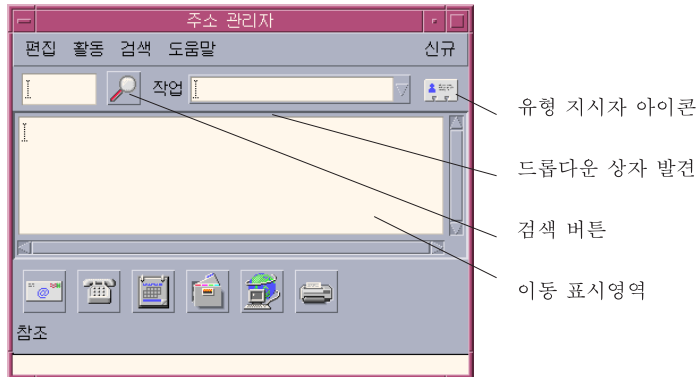 주소 관리자
편집 활동 검색 도움말 신규
작업
유형 지시자 아이콘
드롭다운 상자 발견
검색 버튼
이동 표시영역
@
참조